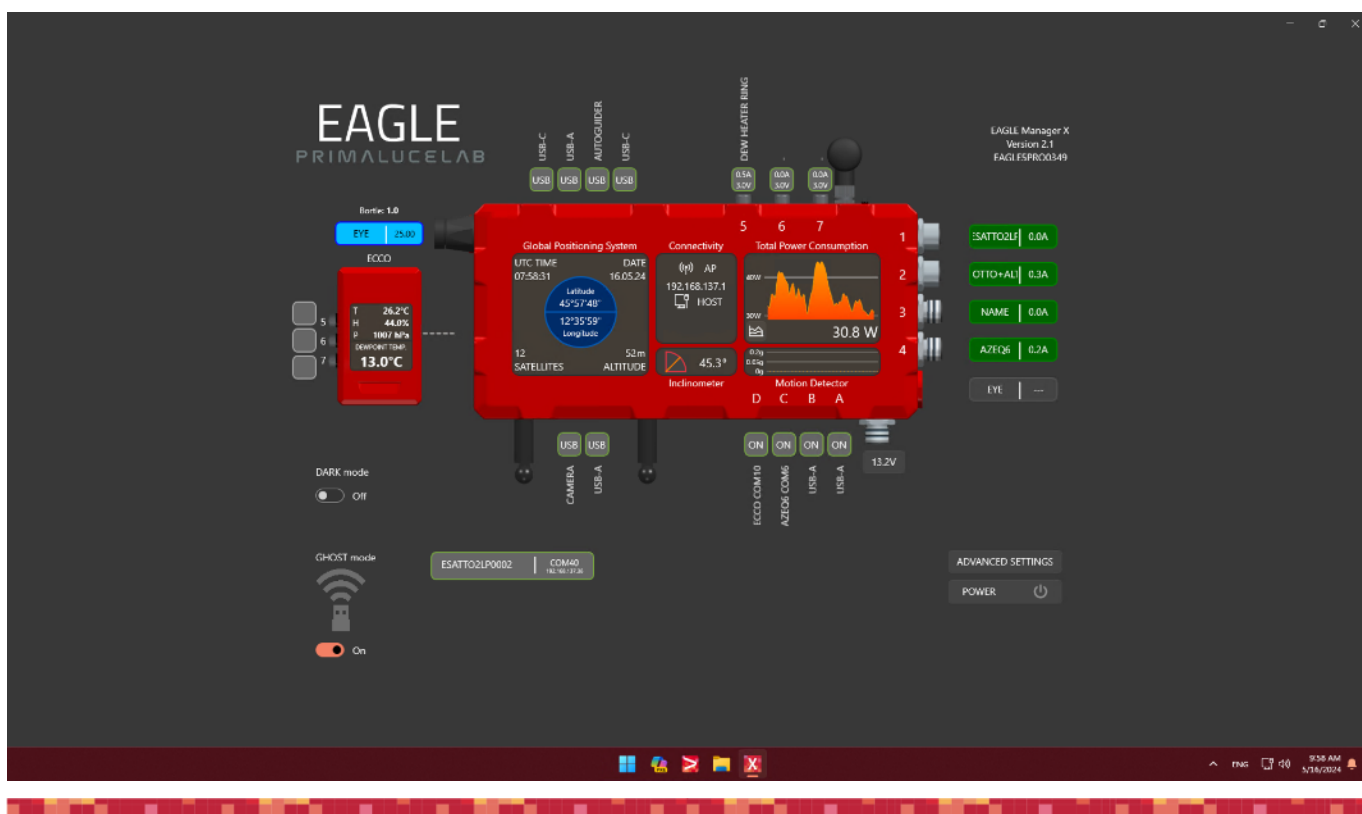 EAGLE
PRIMALUCELAB
USB-C
USB-A
AUTOGUIDER
USB-C
DEW HEATER RING
EAGLE Manager X
Version 2.1
EAGLE5PRO0349
USB
USB
USB
USB
0.5A
3.0V
0.0A
3.0V
0.0A
3.0V
Bortle: 1.0
EYE 25.00
ECCO
T 26.2°C
H 44.0%
P 1007 hPa
DEWPOINT TEMP.
13.0°C
5
6
7
5 6 7
Global Positioning System
UTC TIME DATE
07:58:31 16.05.24
Latitude
45°57'48"
12°35'59"
Longitude
12 52m
SATELLITES ALTITUDE
Connectivity
AP
192.168.137.1
HOST
45.3°
Inclinometer
Total Power Consumption
40W
30W
30.8 W
0g
Motion Detector
D C B A
1
2
3
4
ESATTO2LP 0.0A
OTTO+ALT 0.3A
NAME 0.0A
AZEQ6 0.2A
EYE ---
USB
USB
CAMERA
USB-A
ON
ON
ON
ON
ECCO COM10
AZEQ6 COM6
USB-A
USB-A
13.2V
DARK mode
Off
GHOST mode
On
ESATTO2LP0002 COM40
ADVANCED SETTINGS
POWER
ENG
9:58 AM
5/16/2024